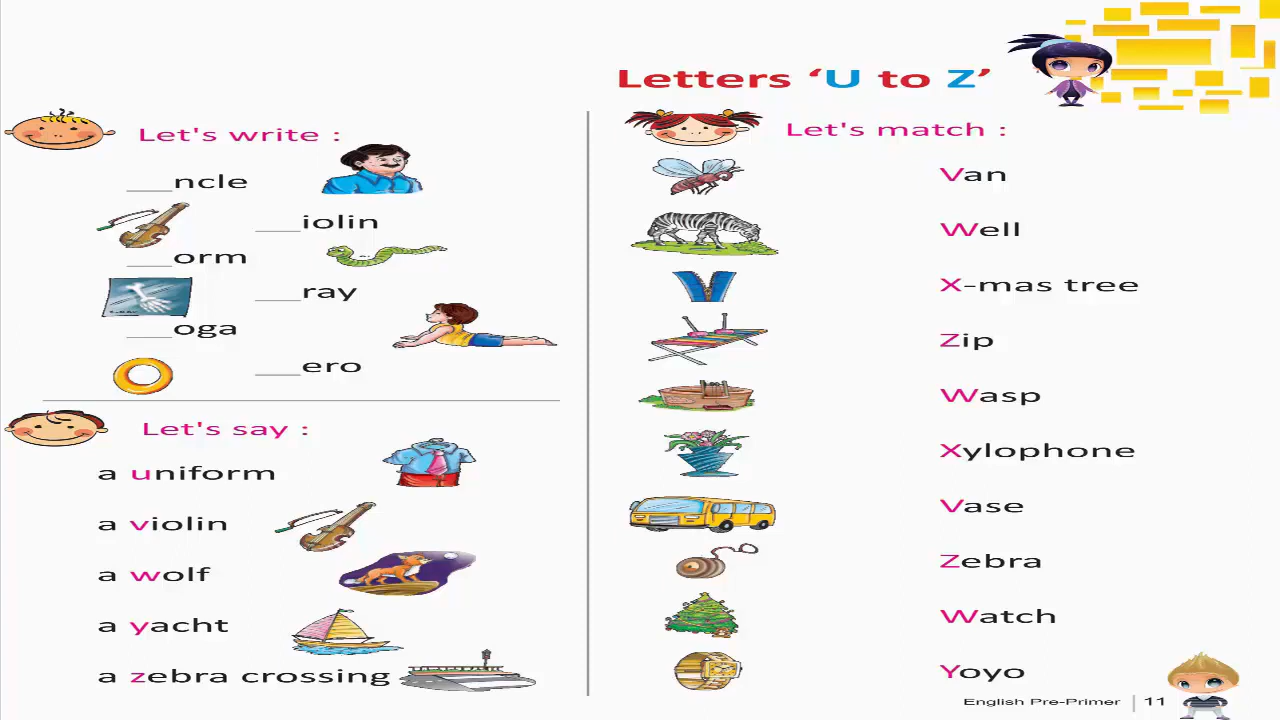 Letters ‘U to Z’
Let's write :
___ncle
___iolin
___orm
___ray
___oga
___ero
Let's say :
a uniform
a violin
a wolf
a yacht
a zebra crossing
Let's match :
Van
Well
X-mas tree
Zip
Wasp
Xylophone
Vase
Zebra
Watch
Yoyo
English Pre-Primer | 11